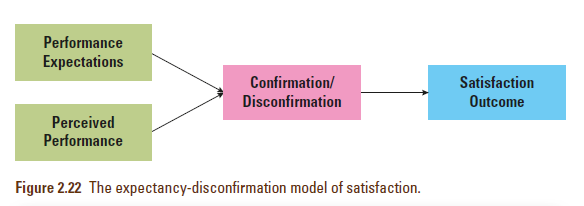 Performance
Expectations
Perceived
Performance
Confirmation/
Disconfirmation
Satisfaction
Outcome
Figure 2.22 The expectancy-disconfirmation model of satisfaction.